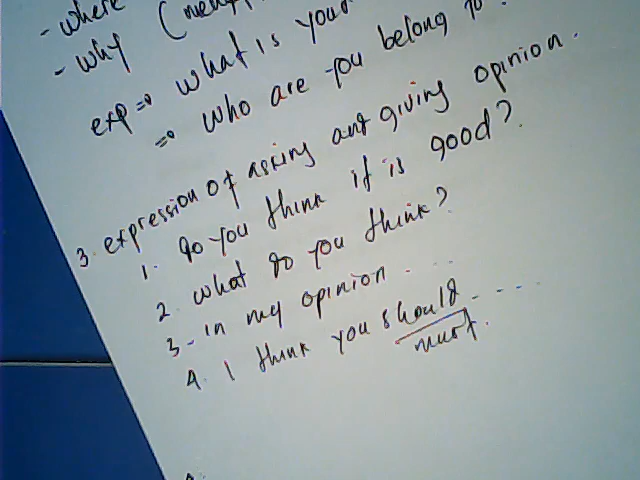 - where
- why (
exp => what is your
=> who are you belong to?
3. expression of asking and giving opinion.
1. do you think it is good?
2. what do you think?
3 - in my opinion ....
4. I think you should ....
must.